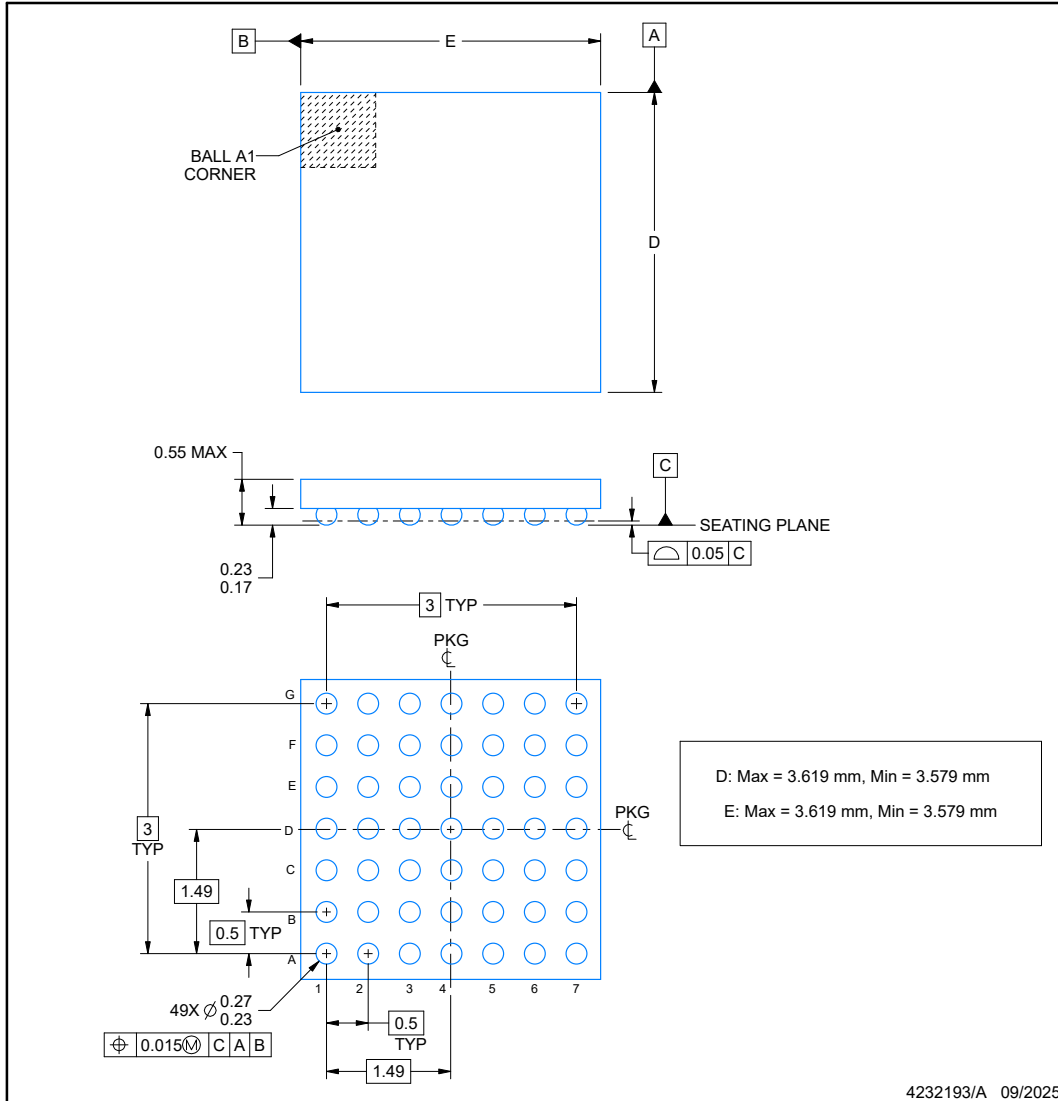 B
E
A
BALL A1
CORNER
D
0.55 MAX
C
SEATING PLANE
0.05 C
0.23
0.17
3 TYP
PKG
G
F
E
D
C
B
A
PKG
3
TYP
1.49
0.5 TYP
1 2 3 4 5 6 7
49X ∅ 0.27
0.23
0.015Ⓜ C A B
0.5
TYP
1.49
D: Max = 3.619 mm, Min = 3.579 mm
E: Max = 3.619 mm, Min = 3.579 mm
4232193/A 09/2025